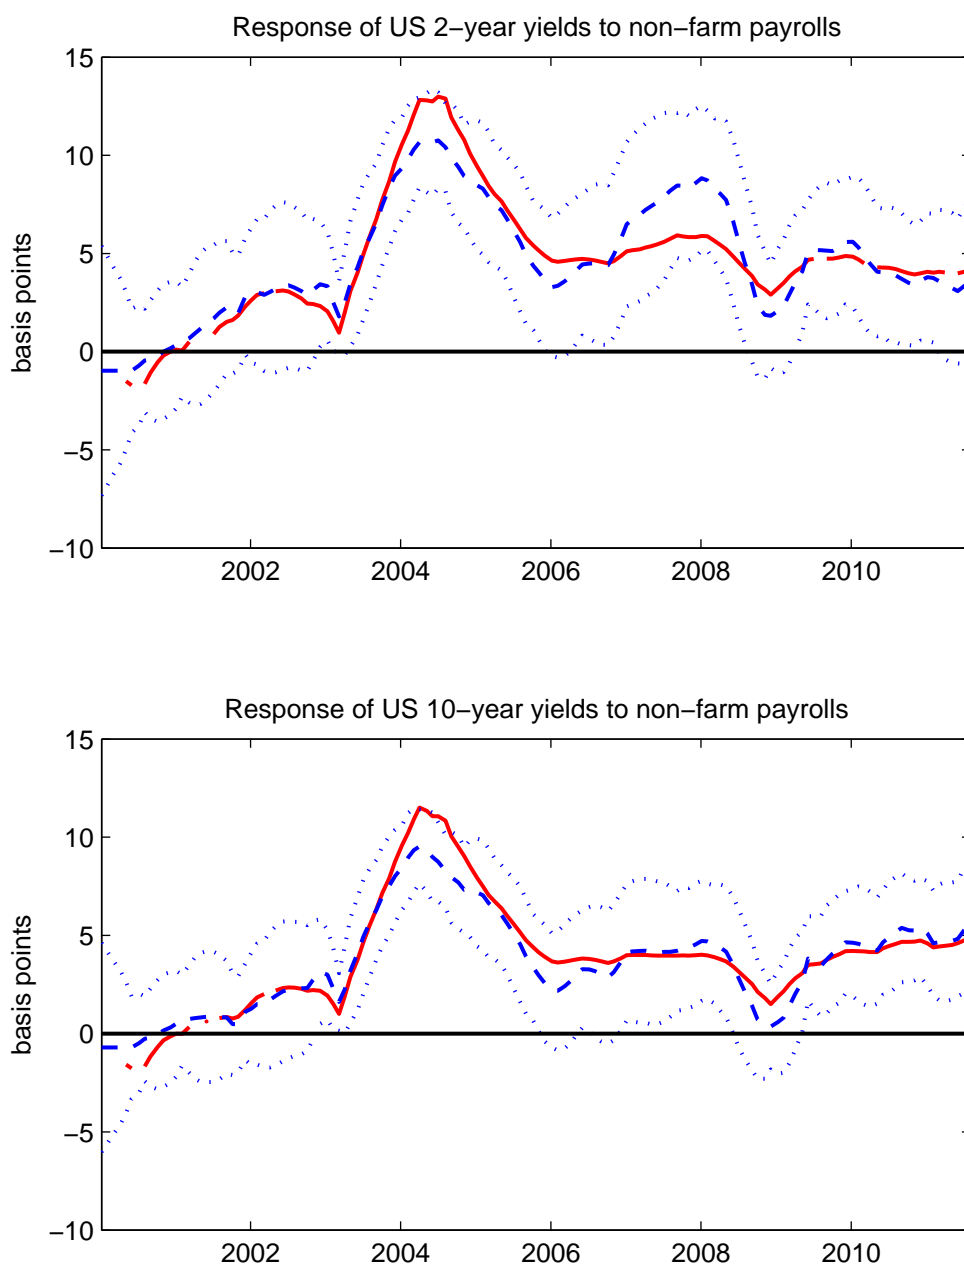 Response of US 2−year yields to non−farm payrolls
15
10
5
0
−5
−10
basis points
2002 2004 2006 2008 2010
Response of US 10−year yields to non−farm payrolls
15
10
5
0
−5
−10
basis points
2002 2004 2006 2008 2010